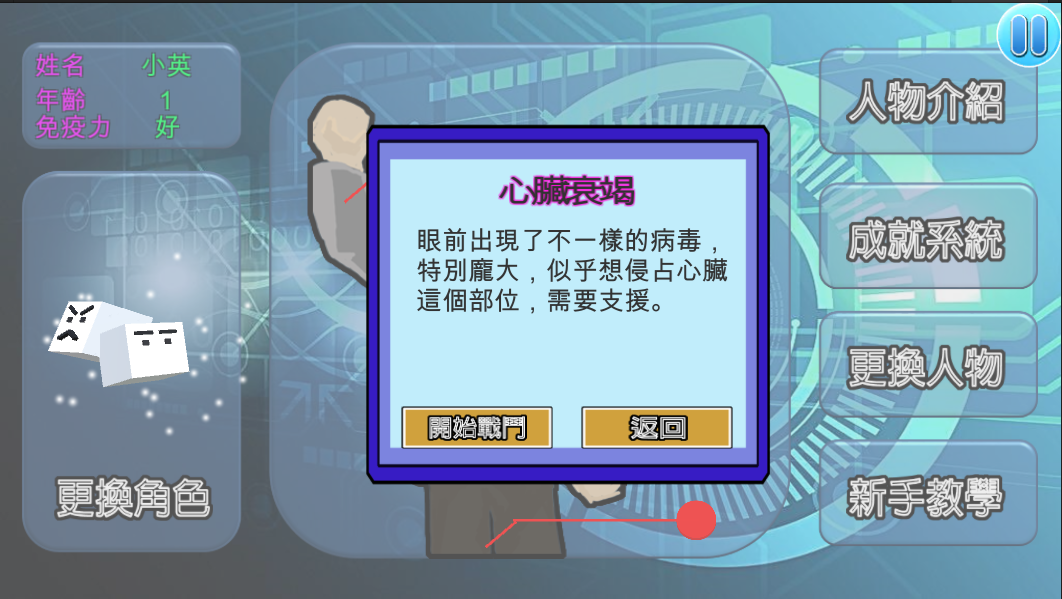 姓名 小英
年齡 1
免疫力 好
更換角色
心臟衰竭
眼前出現了不一樣的病毒，
特別龐大，似乎想侵占心臟
這個部位，需要支援。
開始戰鬥
返回
人物介紹
成就系統
更換人物
新手教學